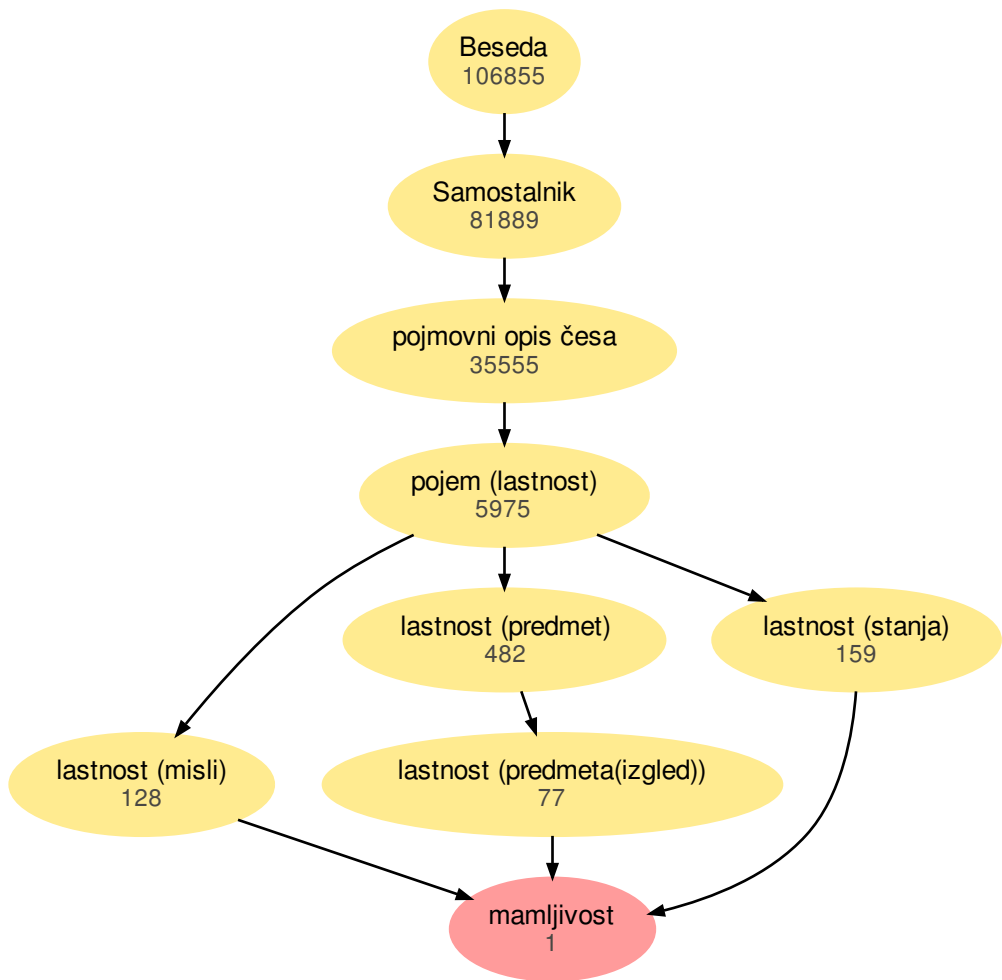 Beseda
106855
Samostalnik
81889
pojmovni opis česa
35555
pojem (lastnost)
5975
lastnost (predmet)
482
lastnost (stanja)
159
lastnost (misli)
128
lastnost (predmeta(izgled))
77
mamljivost
1